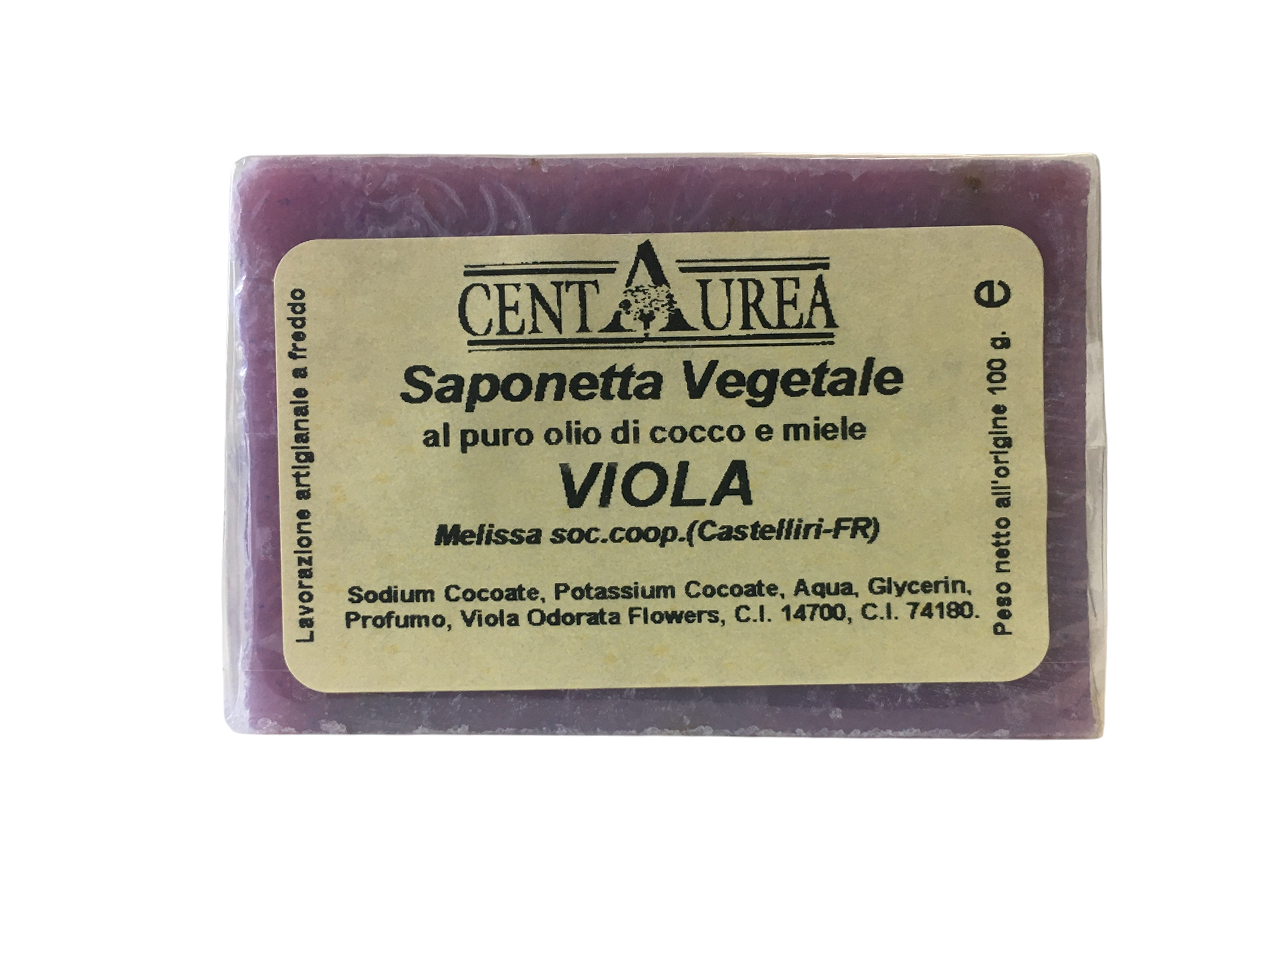 CENTAUREA
Saponetta Vegetale
al puro olio di cocco e miele
VIOLA
Melissa soc.coop.(Castelliri-FR)
Sodium Cocoate, Potassium Cocoate, Aqua, Glycerin,
Profumo, Viola Odorata Flowers, C.I. 14700, C.I. 74180.
Lavorazione artigianale a freddo
Peso netto all'origine 100 g. e